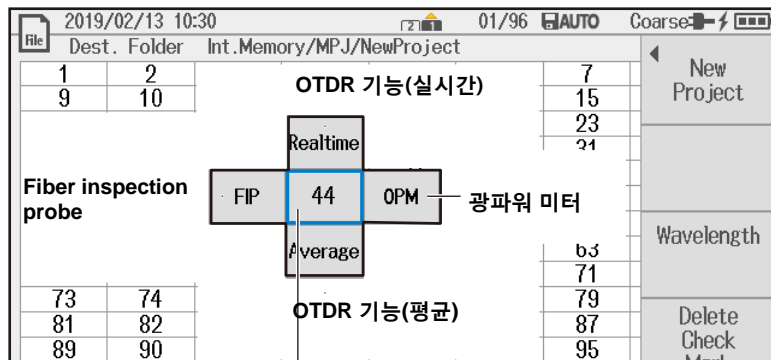 2019/02/13 10:30 2 1 01/96 AUTO Coarse
File Dest. Folder Int.Memory/MPJ/NewProject
New
Project
1 2 OTDR 기능(실시간) 7
9 10 15
23
Realtime 31
Fiber inspection
probe
FIP 44 OPM 광파워 미터
Wavelength
Average 63
71
73 74 79
81 82 OTDR 기능(평균) 87
89 90 95
Delete
Check